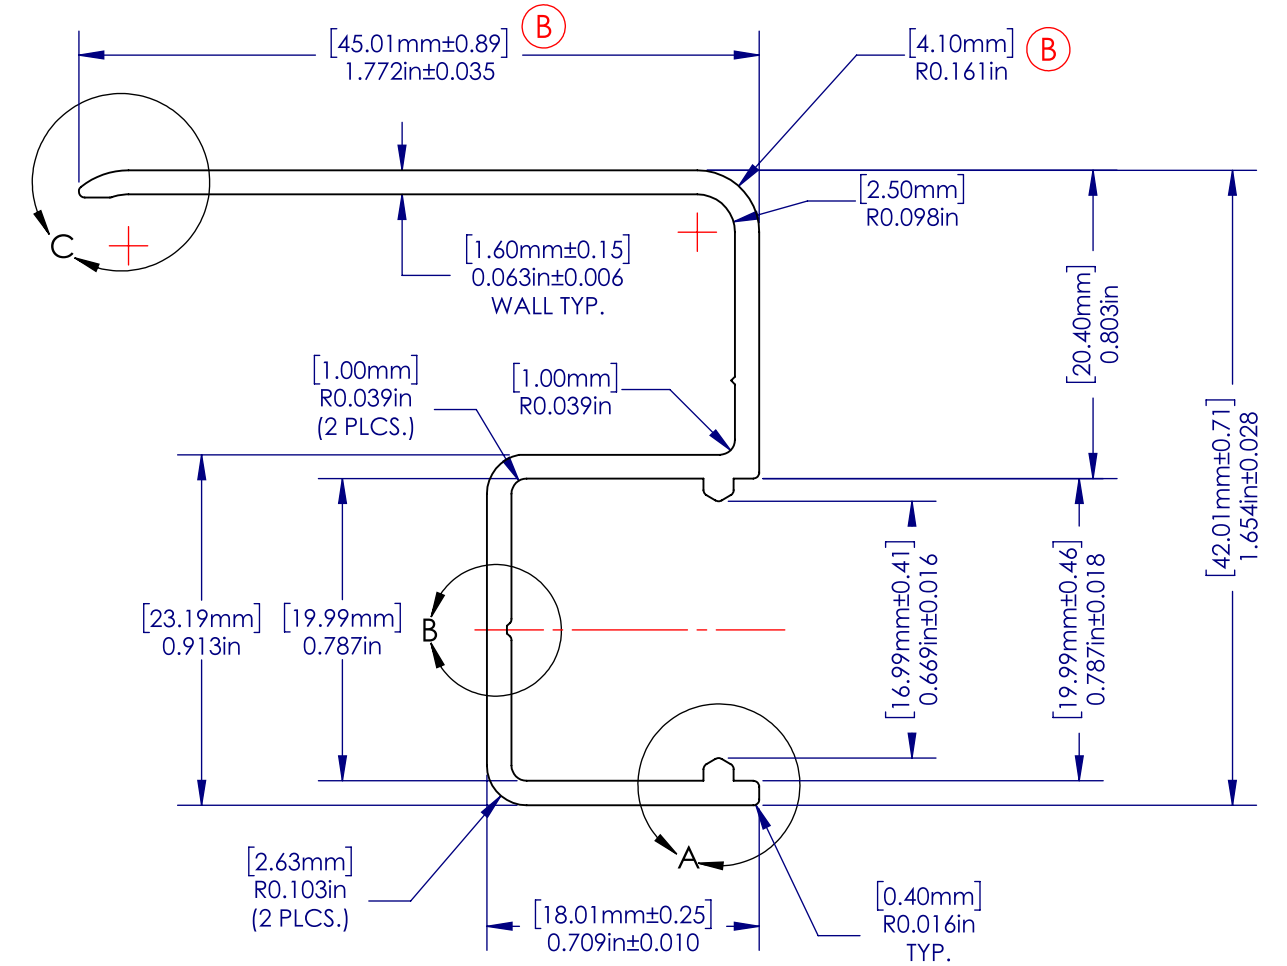 [45.01mm±0.89]
1.772in±0.035
B
[4.10mm]
R0.161in
B
[2.50mm]
R0.098in
C
[1.60mm±0.15]
0.063in±0.006
WALL TYP.
[20.40mm]
0.803in
[1.00mm]
R0.039in
(2 PLCS.)
[1.00mm]
R0.039in
[42.01mm±0.71]
1.654in±0.028
[16.99mm±0.41]
0.669in±0.016
[19.99mm±0.46]
0.787in±0.018
[23.19mm]
0.913in
[19.99mm]
0.787in
B
A
[2.63mm]
R0.103in
(2 PLCS.)
[18.01mm±0.25]
0.709in±0.010
[0.40mm]
R0.016in
TYP.